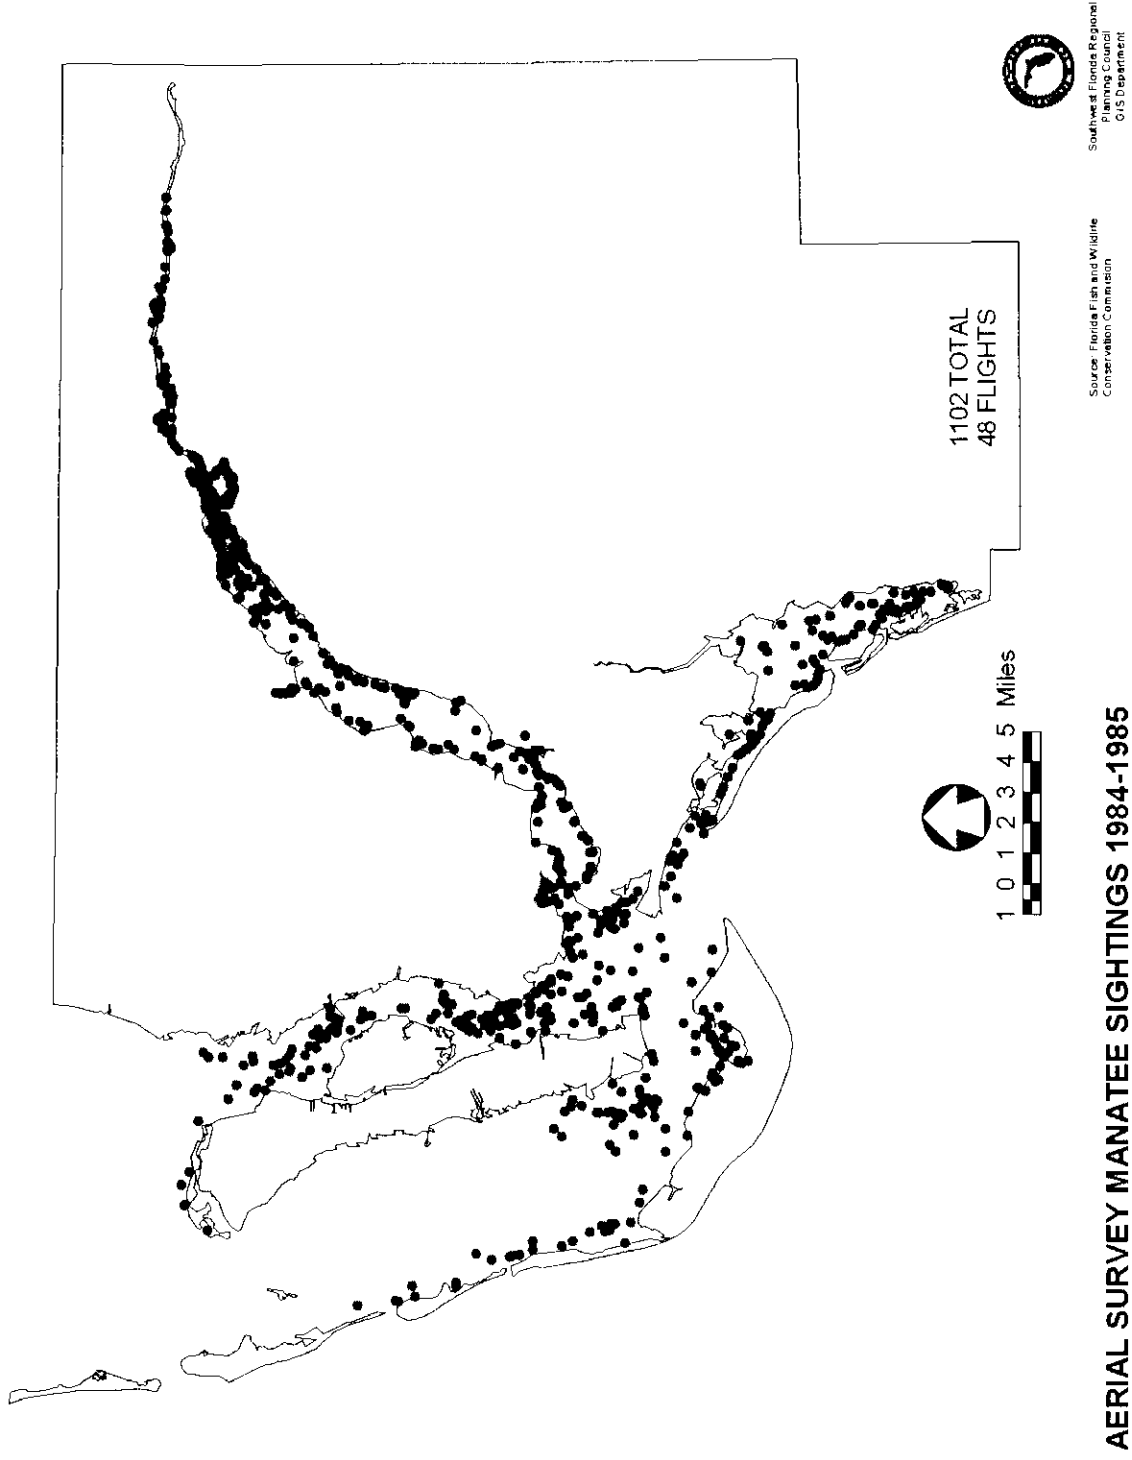 1102 TOTAL
48 FLIGHTS
1 0 1 2 3 4 5 Miles
AERIAL SURVEY MANATEE SIGHTINGS 1984-1985
Source: Florida Fish and Wildlife
Conservation Commission
Southwest Florida Regional
Planning Council
GIS Department